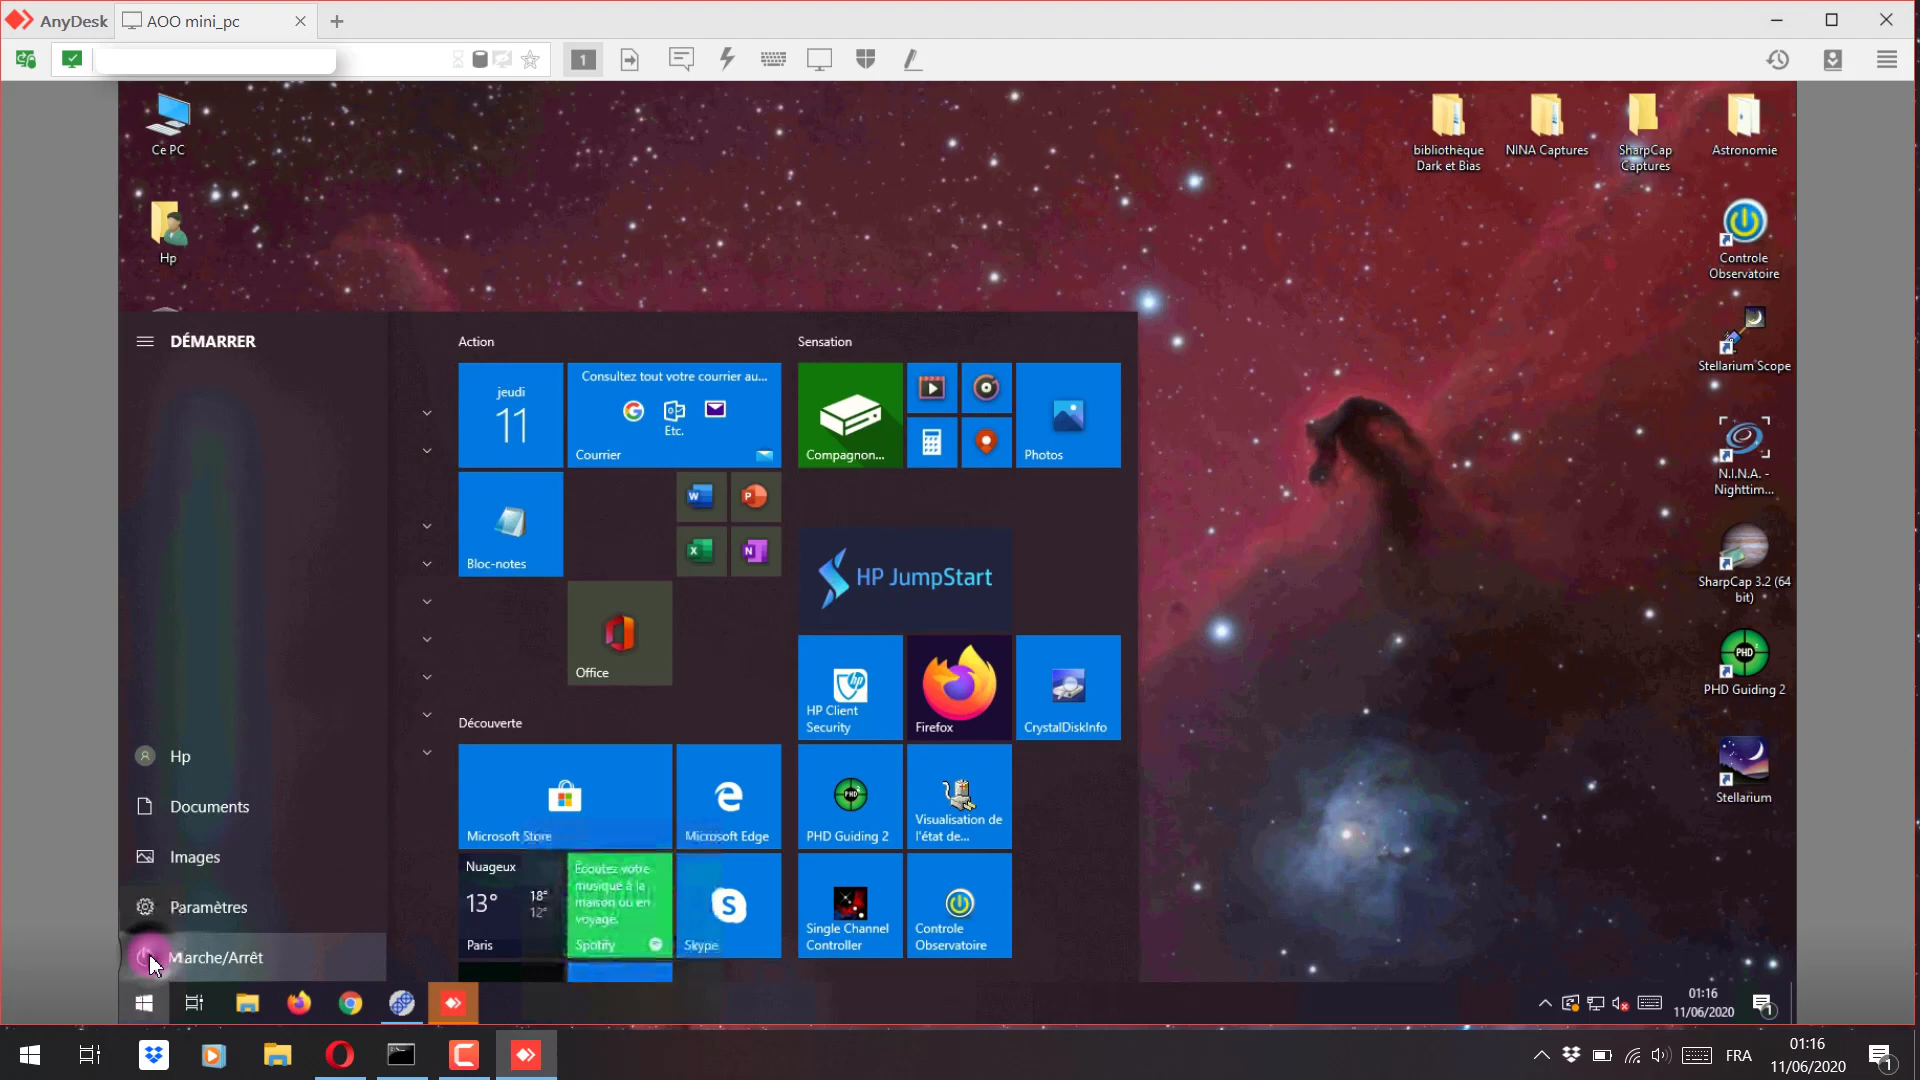 AnyDesk
AOO mini_pc
1
Ce PC
Hp
bibliothèque
Dark et Bias
NINA Captures
SharpCap
Captures
Astronomie
Controle
Observatoire
Stellarium Scope
N.I.N.A. -
Nighttim...
SharpCap 3.2 (64
bit)
PHD
PHD Guiding 2
Stellarium
DÉMARRER
Hp
Documents
Images
Paramètres
Marche/Arrêt
Action
jeudi
11
Consultez tout votre courrier au...
Etc.
Courrier
Bloc-notes
Office
Découverte
Microsoft Store
Microsoft Edge
Nuageux
13°
18°
12°
Paris
Ecoutez votre
musique à la
maison ou en
voyage.
Spotify
Skype
Sensation
Compagnon...
Photos
HP JumpStart
HP Client
Security
Firefox
CrystalDiskInfo
PHD
PHD Guiding 2
Visualisation de
l'état de...
Single Channel
Controller
Controle
Observatoire
01:16
11/06/2020
1
FRA
01:16
11/06/2020
1